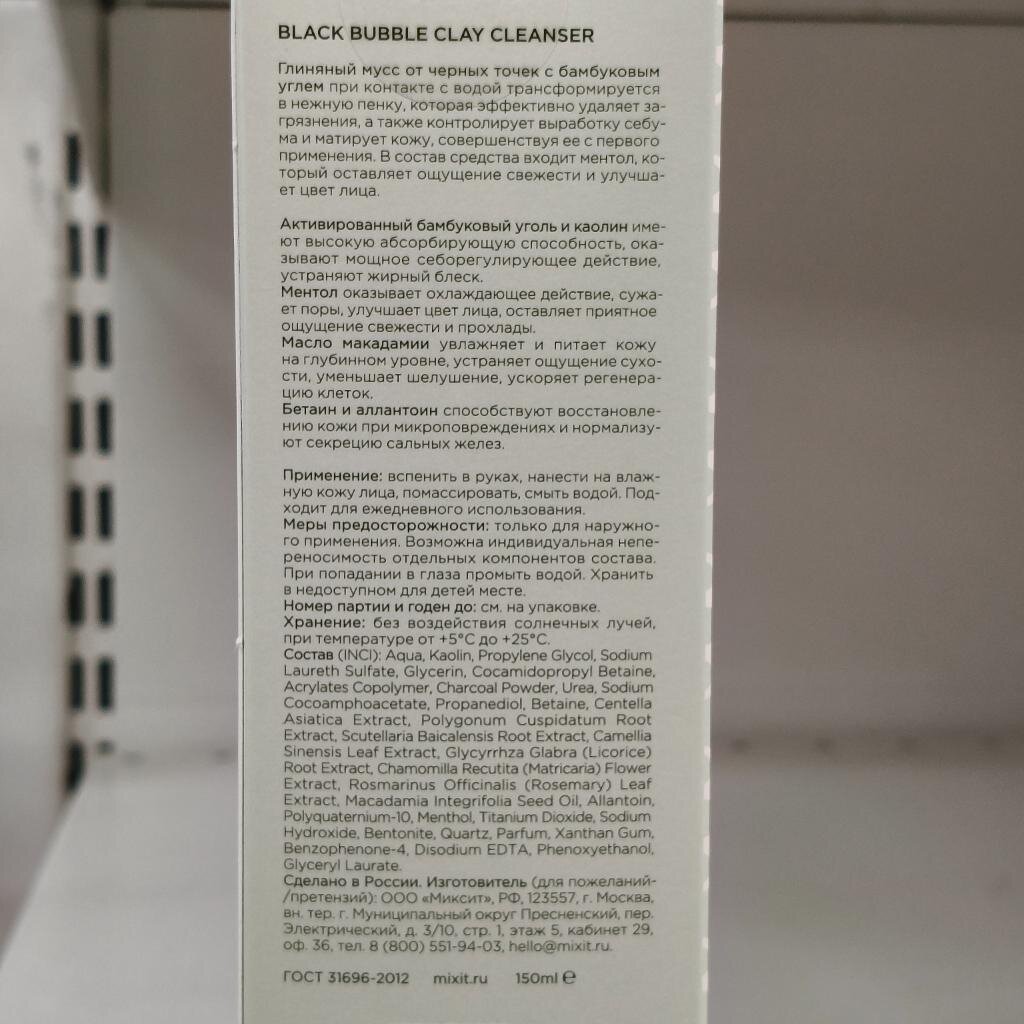 BLACK BUBBLE CLAY CLEANSER
Глиняный мусс от черных точек с бамбуковым
углем при контакте с водой трансформируется
в нежную пенку, которая эффективно удаляет за-
грязнения, а также контролирует выработку себу-
ма и матирует кожу, совершенствуя ее с первого
применения. В состав средства входит ментол, ко-
торый оставляет ощущение свежести и улучша-
ет цвет лица.
Активированный бамбуковый уголь и каолин име-
ют высокую абсорбирующую способность, ока-
зывают мощное себорегулирующее действие,
устраняют жирный блеск.
Ментол оказывает охлаждающее действие, сужа-
ет поры, улучшает цвет лица, оставляет приятное
ощущение свежести и прохлады.
Масло макадамии увлажняет и питает кожу
на глубинном уровне, устраняет ощущение сухо-
сти, уменьшает шелушение, ускоряет регенера-
цию клеток.
Бетаин и аллантоин способствуют восстановле-
нию кожи при микроповреждениях и нормализу-
ют секрецию сальных желез.
Применение: вспенить в руках, нанести на влаж-
ную кожу лица, помассировать, смыть водой. Под-
ходит для ежедневного использования.
Меры предосторожности: только для наружно-
го применения. Возможна индивидуальная непе-
реносимость отдельных компонентов состава.
При попадании в глаза промыть водой. Хранить
в недоступном для детей месте.
Номер партии и годен до: см. на упаковке.
Хранение: без воздействия солнечных лучей,
при температуре от +5°C до +25°C.
Состав (INCI): Aqua, Kaolin, Propylene Glycol, Sodium
Laureth Sulfate, Glycerin, Cocamidopropyl Betaine,
Acrylates Copolymer, Charcoal Powder, Urea, Sodium
Cocoamphoacetate, Propanediol, Betaine, Centella
Asiatica Extract, Polygonum Cuspidatum Root
Extract, Scutellaria Baicalensis Root Extract, Camellia
Sinensis Leaf Extract, Glycyrrhza Glabra (Licorice)
Root Extract, Chamomilla Recutita (Matricaria) Flower
Extract, Rosmarinus Officinalis (Rosemary) Leaf
Extract, Macadamia Integrifolia Seed Oil, Allantoin,
Polyquaternium-10, Menthol, Titanium Dioxide, Sodium
Hydroxide, Bentonite, Quartz, Parfum, Xanthan Gum,
Benzophenone-4, Disodium EDTA, Phenoxyethanol,
Glyceryl Laurate.
Сделано в России. Изготовитель (для пожеланий-
/претензий): ООО «Миксит», РФ, 123557, г. Москва,
вн. тер. г. Муниципальный округ Пресненский, пер.
Электрический, д. 3/10, стр. 1, этаж 5, кабинет 29,
оф. 36, тел. 8 (800) 551-94-03, hello@mixit.ru.
ГОСТ 31696-2012 mixit.ru 150ml ℮